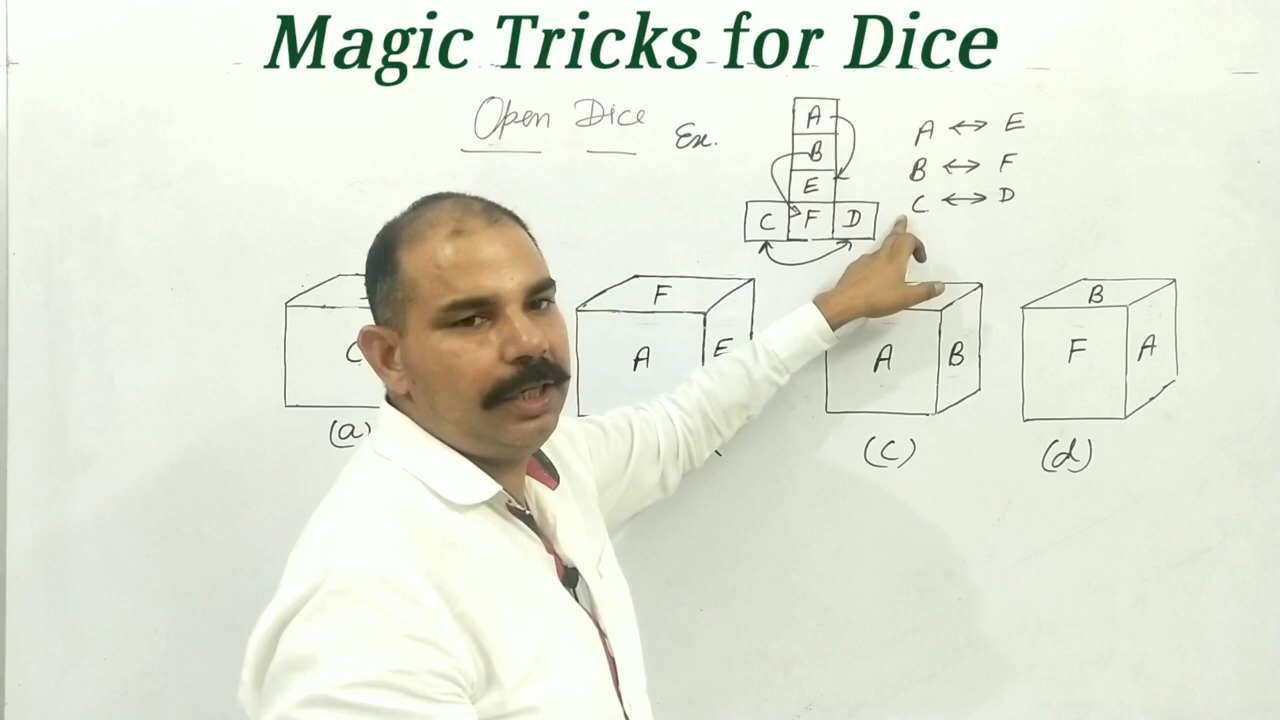 Magic Tricks for Dice
Open Dice Ex.
A
B
E
C F D
A ↔ E
B ↔ F
C ↔ D
C
(a)
F
A E
A B
(c)
B
F A
(d)